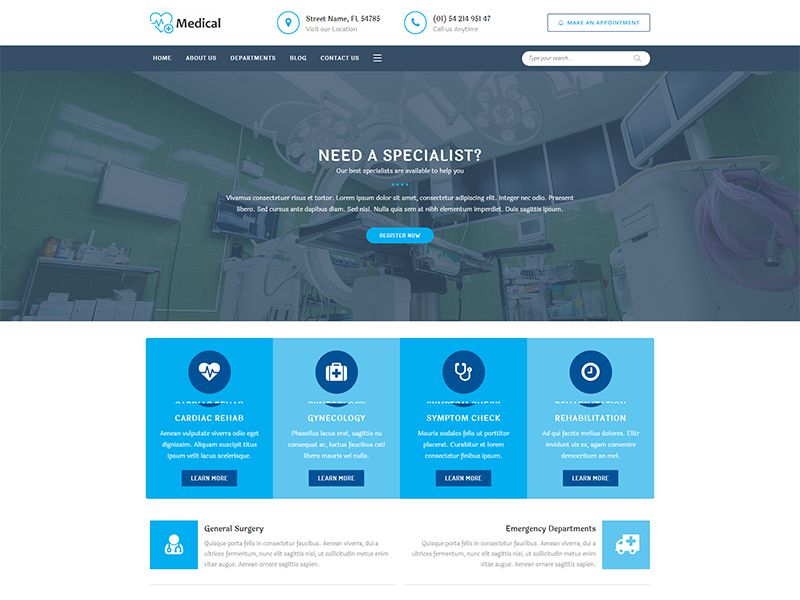 Medical
Street Name, FL 54785
Visit our Location
(01) 54 214 951 47
Call us Anytime
MAKE AN APPOINTMENT
HOME
ABOUT US
DEPARTMENTS
BLOG
CONTACT US
Type your search...
NEED A SPECIALIST?
Our best specialists are available to help you
Vivamus consectetuer risus et tortor. Lorem ipsum dolor sit amet, consectetur adipiscing elit. Integer nec odio. Praesent
libero. Sed cursus ante dapibus diam. Sed nisi. Nulla quis sem at nibh elementum imperdiet. Duis sagittis ipsum.
REGISTER NOW
CARDIAC REHAB
CARDIAC REHAB
Aenean vulputate viverra odio eget
dignissim. Aliquam suscipit titus
ipsum velit lacus scelerisque.
LEARN MORE
GYNECOLOGY
GYNECOLOGY
Phasellus lacus erat, sagittis eu
consequat ac, luctus faucibus cati
libero mauris vel nulla.
LEARN MORE
SYMPTOM CHECK
SYMPTOM CHECK
Mauris sodales felis ut porttitor
placerat. Curabitur et lorem
consectetur finibus ipsum.
LEARN MORE
REHABILITATION
REHABILITATION
Ad qui facete melius dolores. Elitr
invidunt vix ex, agam convenire
democritum an mel.
LEARN MORE
General Surgery
Quisque porta felis in consectetur faucibus. Aenean viverra, dui a
ultrices fermentum, nunc elit sagittis nisi, ut sollicitudin metus enim
vitae augue. Aenean ornare sagittis sapien.
Emergency Departments
Quisque porta felis in consectetur faucibus. Aenean viverra, dui a
ultrices fermentum, nunc elit sagittis nisi, ut sollicitudin metus enim
vitae augue. Aenean ornare sagittis sapien.